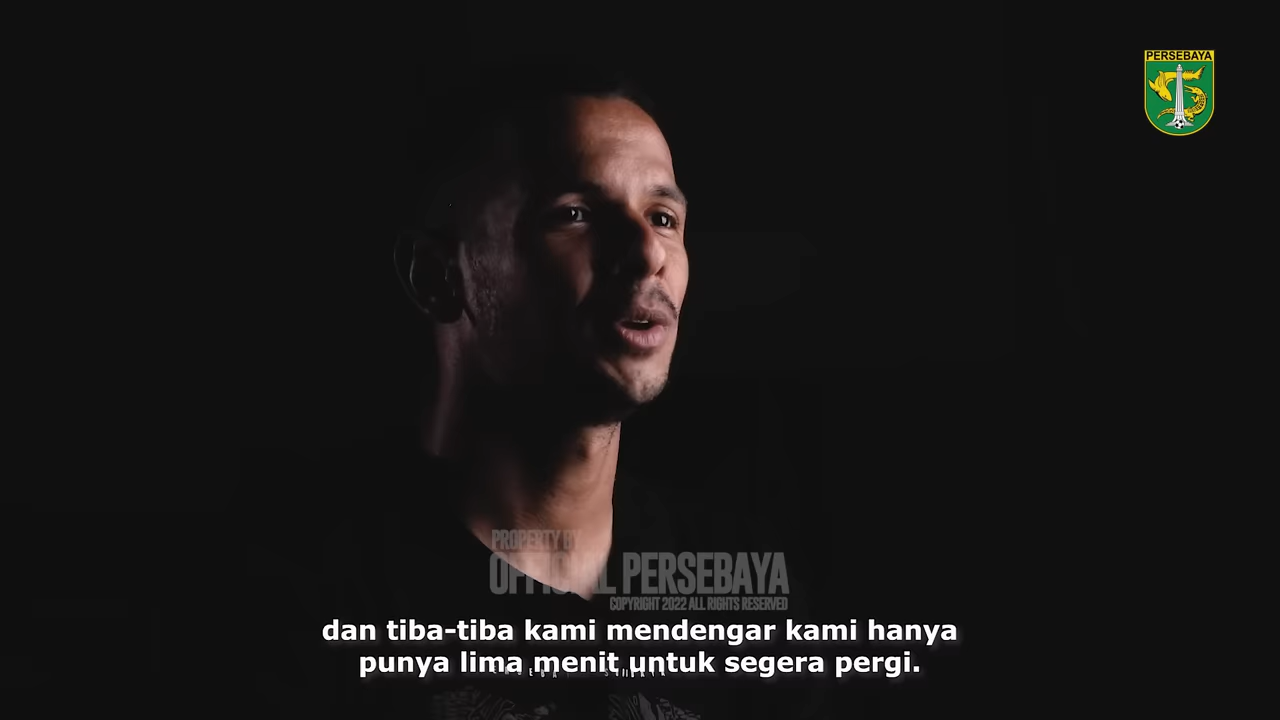 PERSEBAYA
PROPERTY BY
OFFICIAL PERSEBAYA
COPYRIGHT 2022 ALL RIGHTS RESERVED
dan tiba-tiba kami mendengar kami hanya
punya lima menit untuk segera pergi.